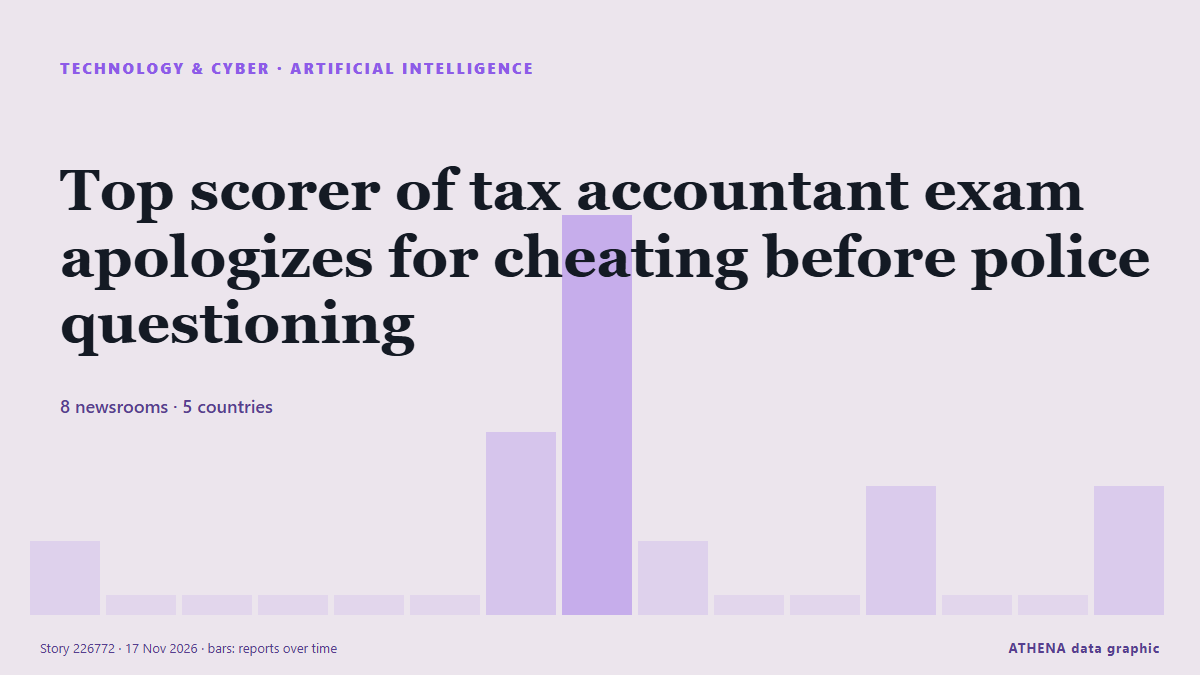 TECHNOLOGY & CYBER · ARTIFICIAL INTELLIGENCE
Top scorer of tax accountant exam
apologizes for cheating before police
questioning
8 newsrooms · 5 countries
Story 226772 · 17 Nov 2026 · bars: reports over time
ATHENA data graphic